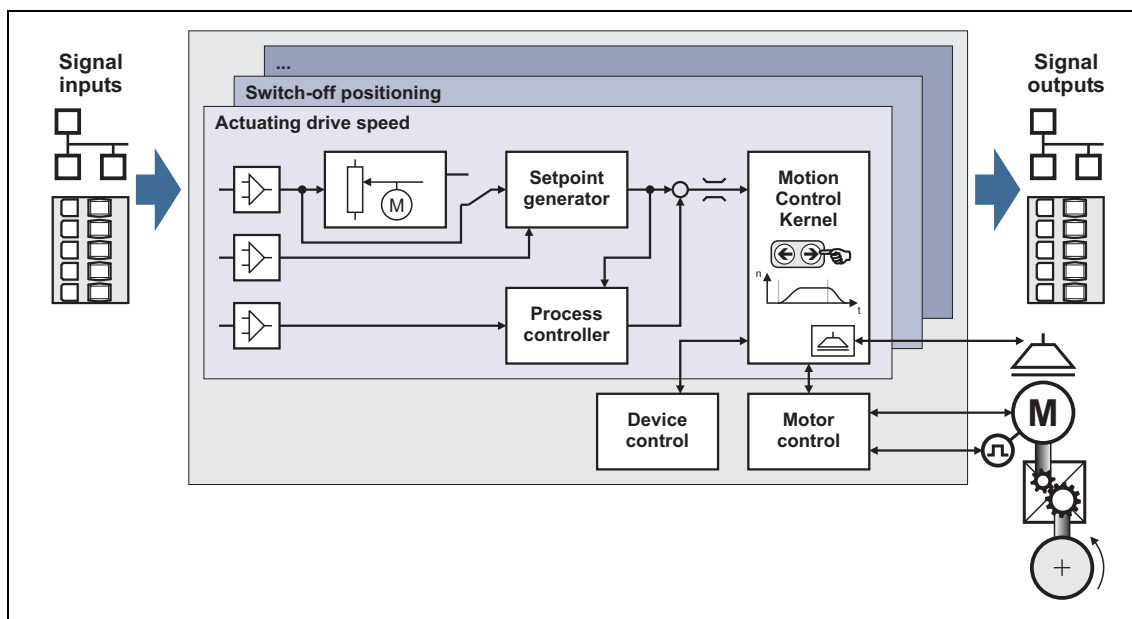 Signal
inputs
...
Switch-off positioning
Actuating drive speed
M
Setpoint
generator
Process
controller
Motion
Control
Kernel
n
t
Device
control
Motor
control
Signal
outputs
M